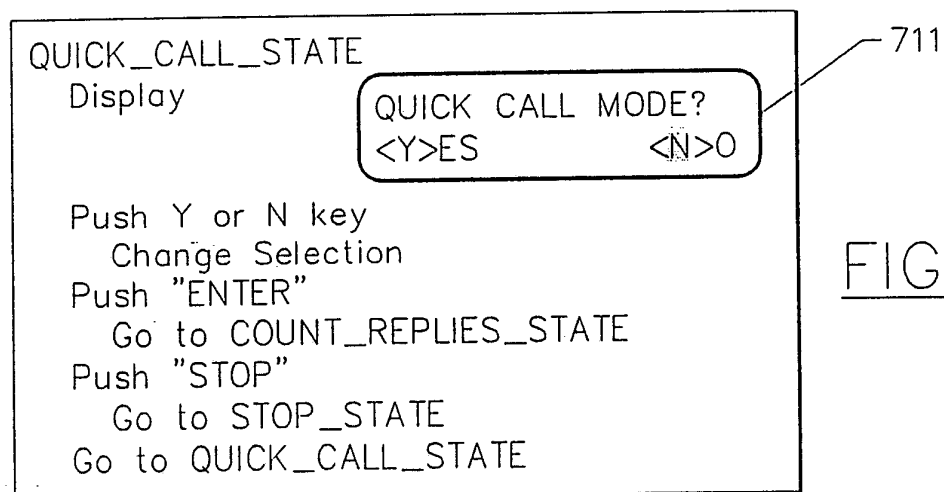 QUICK_CALL_STATE
Display
QUICK CALL MODE?
<Y>ES <N>O
711
Push Y or N key
Change Selection
Push "ENTER"
Go to COUNT_REPLIES_STATE
Push "STOP"
Go to STOP_STATE
Go to QUICK_CALL_STATE
FIG